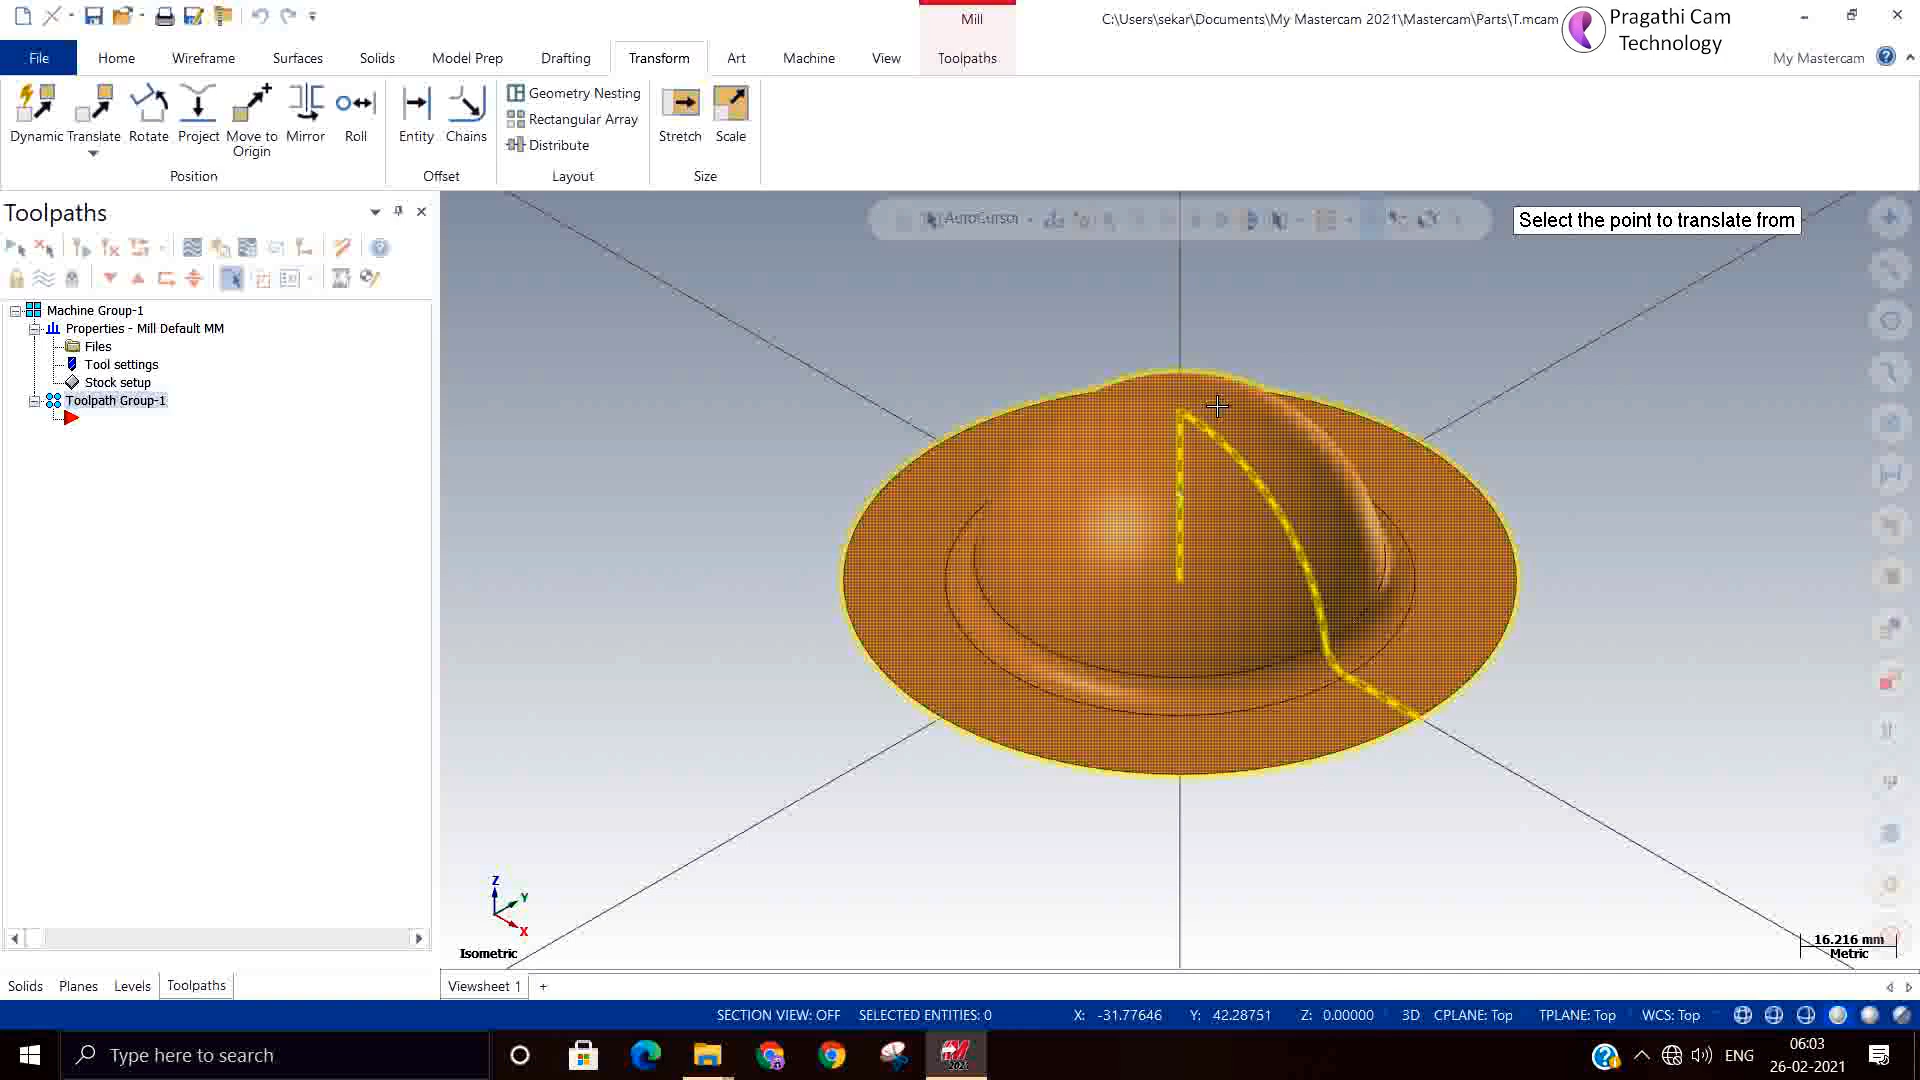 Mill
C:\Users\sekar\Documents\My Mastercam 2021\Mastercam\Parts\T.mcam
Pragathi Cam
Technology
File
Home
Wireframe
Surfaces
Solids
Model Prep
Drafting
Transform
Art
Machine
View
Toolpaths
My Mastercam
Dynamic
Translate
Rotate
Project
Move to
Origin
Mirror
Roll
Position
Entity
Chains
Offset
Geometry Nesting
Rectangular Array
Distribute
Layout
Stretch
Scale
Size
Toolpaths
AutoCursor
Select the point to translate from
Machine Group-1
Properties - Mill Default MM
Files
Tool settings
Stock setup
Toolpath Group-1
Z
Y
X
Isometric
16.216 mm
Metric
Solids
Planes
Levels
Toolpaths
Viewsheet 1
+
SECTION VIEW: OFF
SELECTED ENTITIES: 0
X: -31.77646
Y: 42.28751
Z: 0.00000
3D
CPLANE: Top
TPLANE: Top
WCS: Top
Type here to search
2021
ENG
06:03
26-02-2021